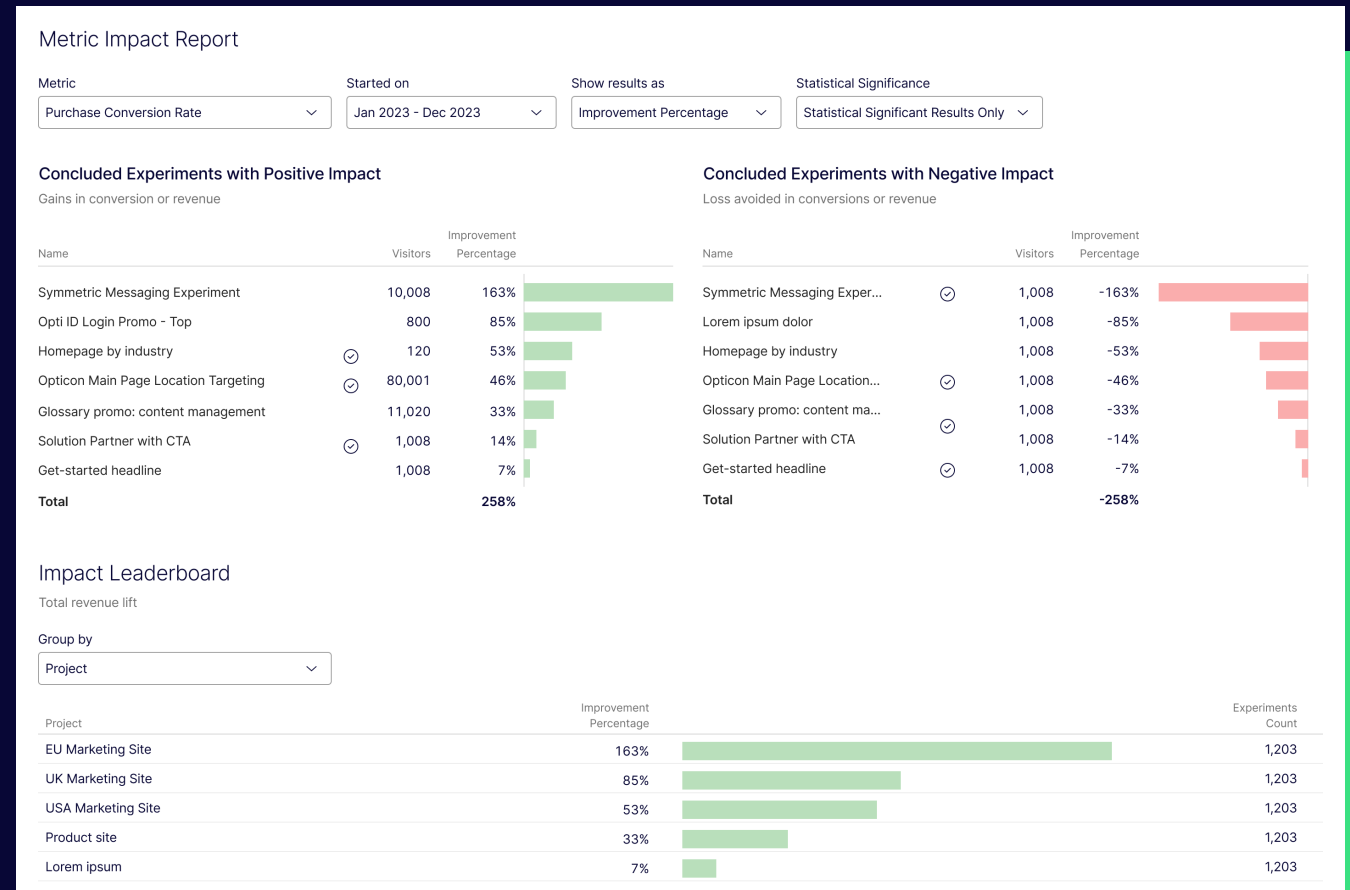 Metric Impact Report
Metric
Started on
Show results as
Statistical Significance
Purchase Conversion Rate
Jan 2023 - Dec 2023
Improvement Percentage
Statistical Significant Results Only
Concluded Experiments with Positive Impact
Gains in conversion or revenue
Name Visitors Improvement Percentage
Symmetric Messaging Experiment 10,008 163%
Opti ID Login Promo - Top 800 85%
Homepage by industry 120 53%
Opticon Main Page Location Targeting 80,001 46%
Glossary promo: content management 11,020 33%
Solution Partner with CTA 1,008 14%
Get-started headline 1,008 7%
Total 258%
Concluded Experiments with Negative Impact
Loss avoided in conversions or revenue
Name Visitors Improvement Percentage
Symmetric Messaging Exper... 1,008 -163%
Lorem ipsum dolor 1,008 -85%
Homepage by industry 1,008 -53%
Opticon Main Page Location... 1,008 -46%
Glossary promo: content ma... 1,008 -33%
Solution Partner with CTA 1,008 -14%
Get-started headline 1,008 -7%
Total -258%
Impact Leaderboard
Total revenue lift
Group by
Project
Project Improvement Percentage Experiments Count
EU Marketing Site 163% 1,203
UK Marketing Site 85% 1,203
USA Marketing Site 53% 1,203
Product site 33% 1,203
Lorem ipsum 7% 1,203